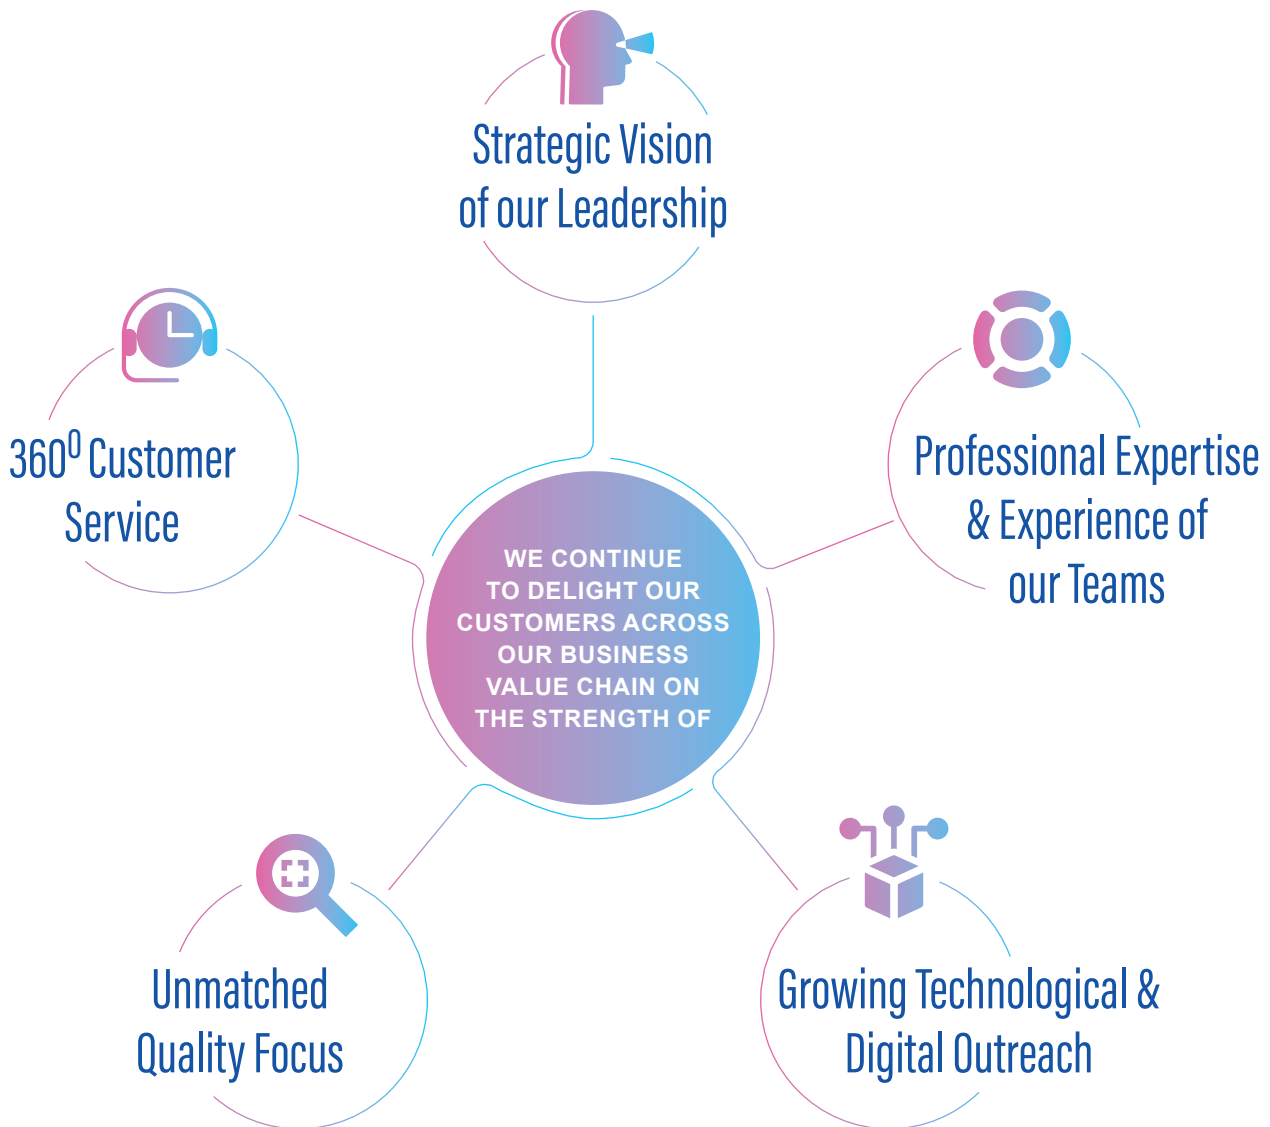 Strategic Vision
of our Leadership
360⁰ Customer
Service
Professional Expertise
& Experience of
our Teams
WE CONTINUE
TO DELIGHT OUR
CUSTOMERS ACROSS
OUR BUSINESS
VALUE CHAIN ON
THE STRENGTH OF
Unmatched
Quality Focus
Growing Technological &
Digital Outreach